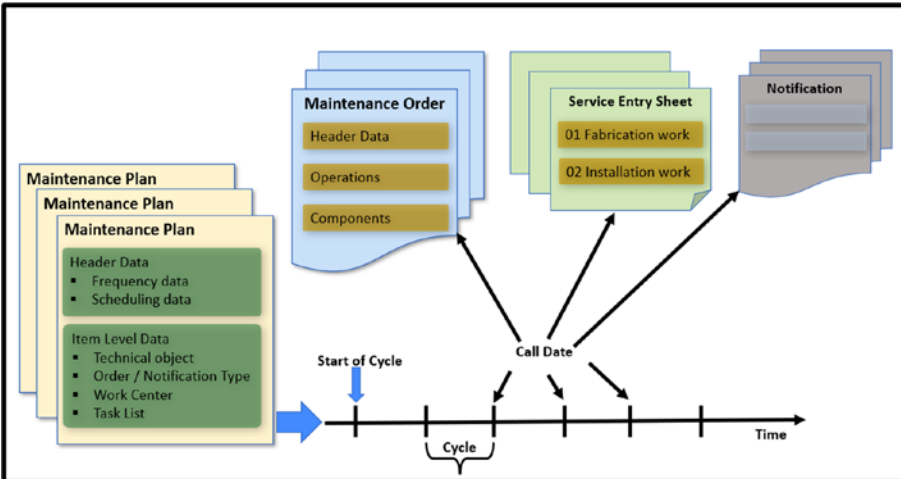 Maintenance Order
Header Data
Operations
Components
Service Entry Sheet
01 Fabrication work
02 Installation work
Notification
Maintenance Plan
Maintenance Plan
Maintenance Plan
Header Data
▪ Frequency data
▪ Scheduling data
Item Level Data
▪ Technical object
▪ Order / Notification Type
▪ Work Center
▪ Task List
Start of Cycle
Call Date
Cycle
Time